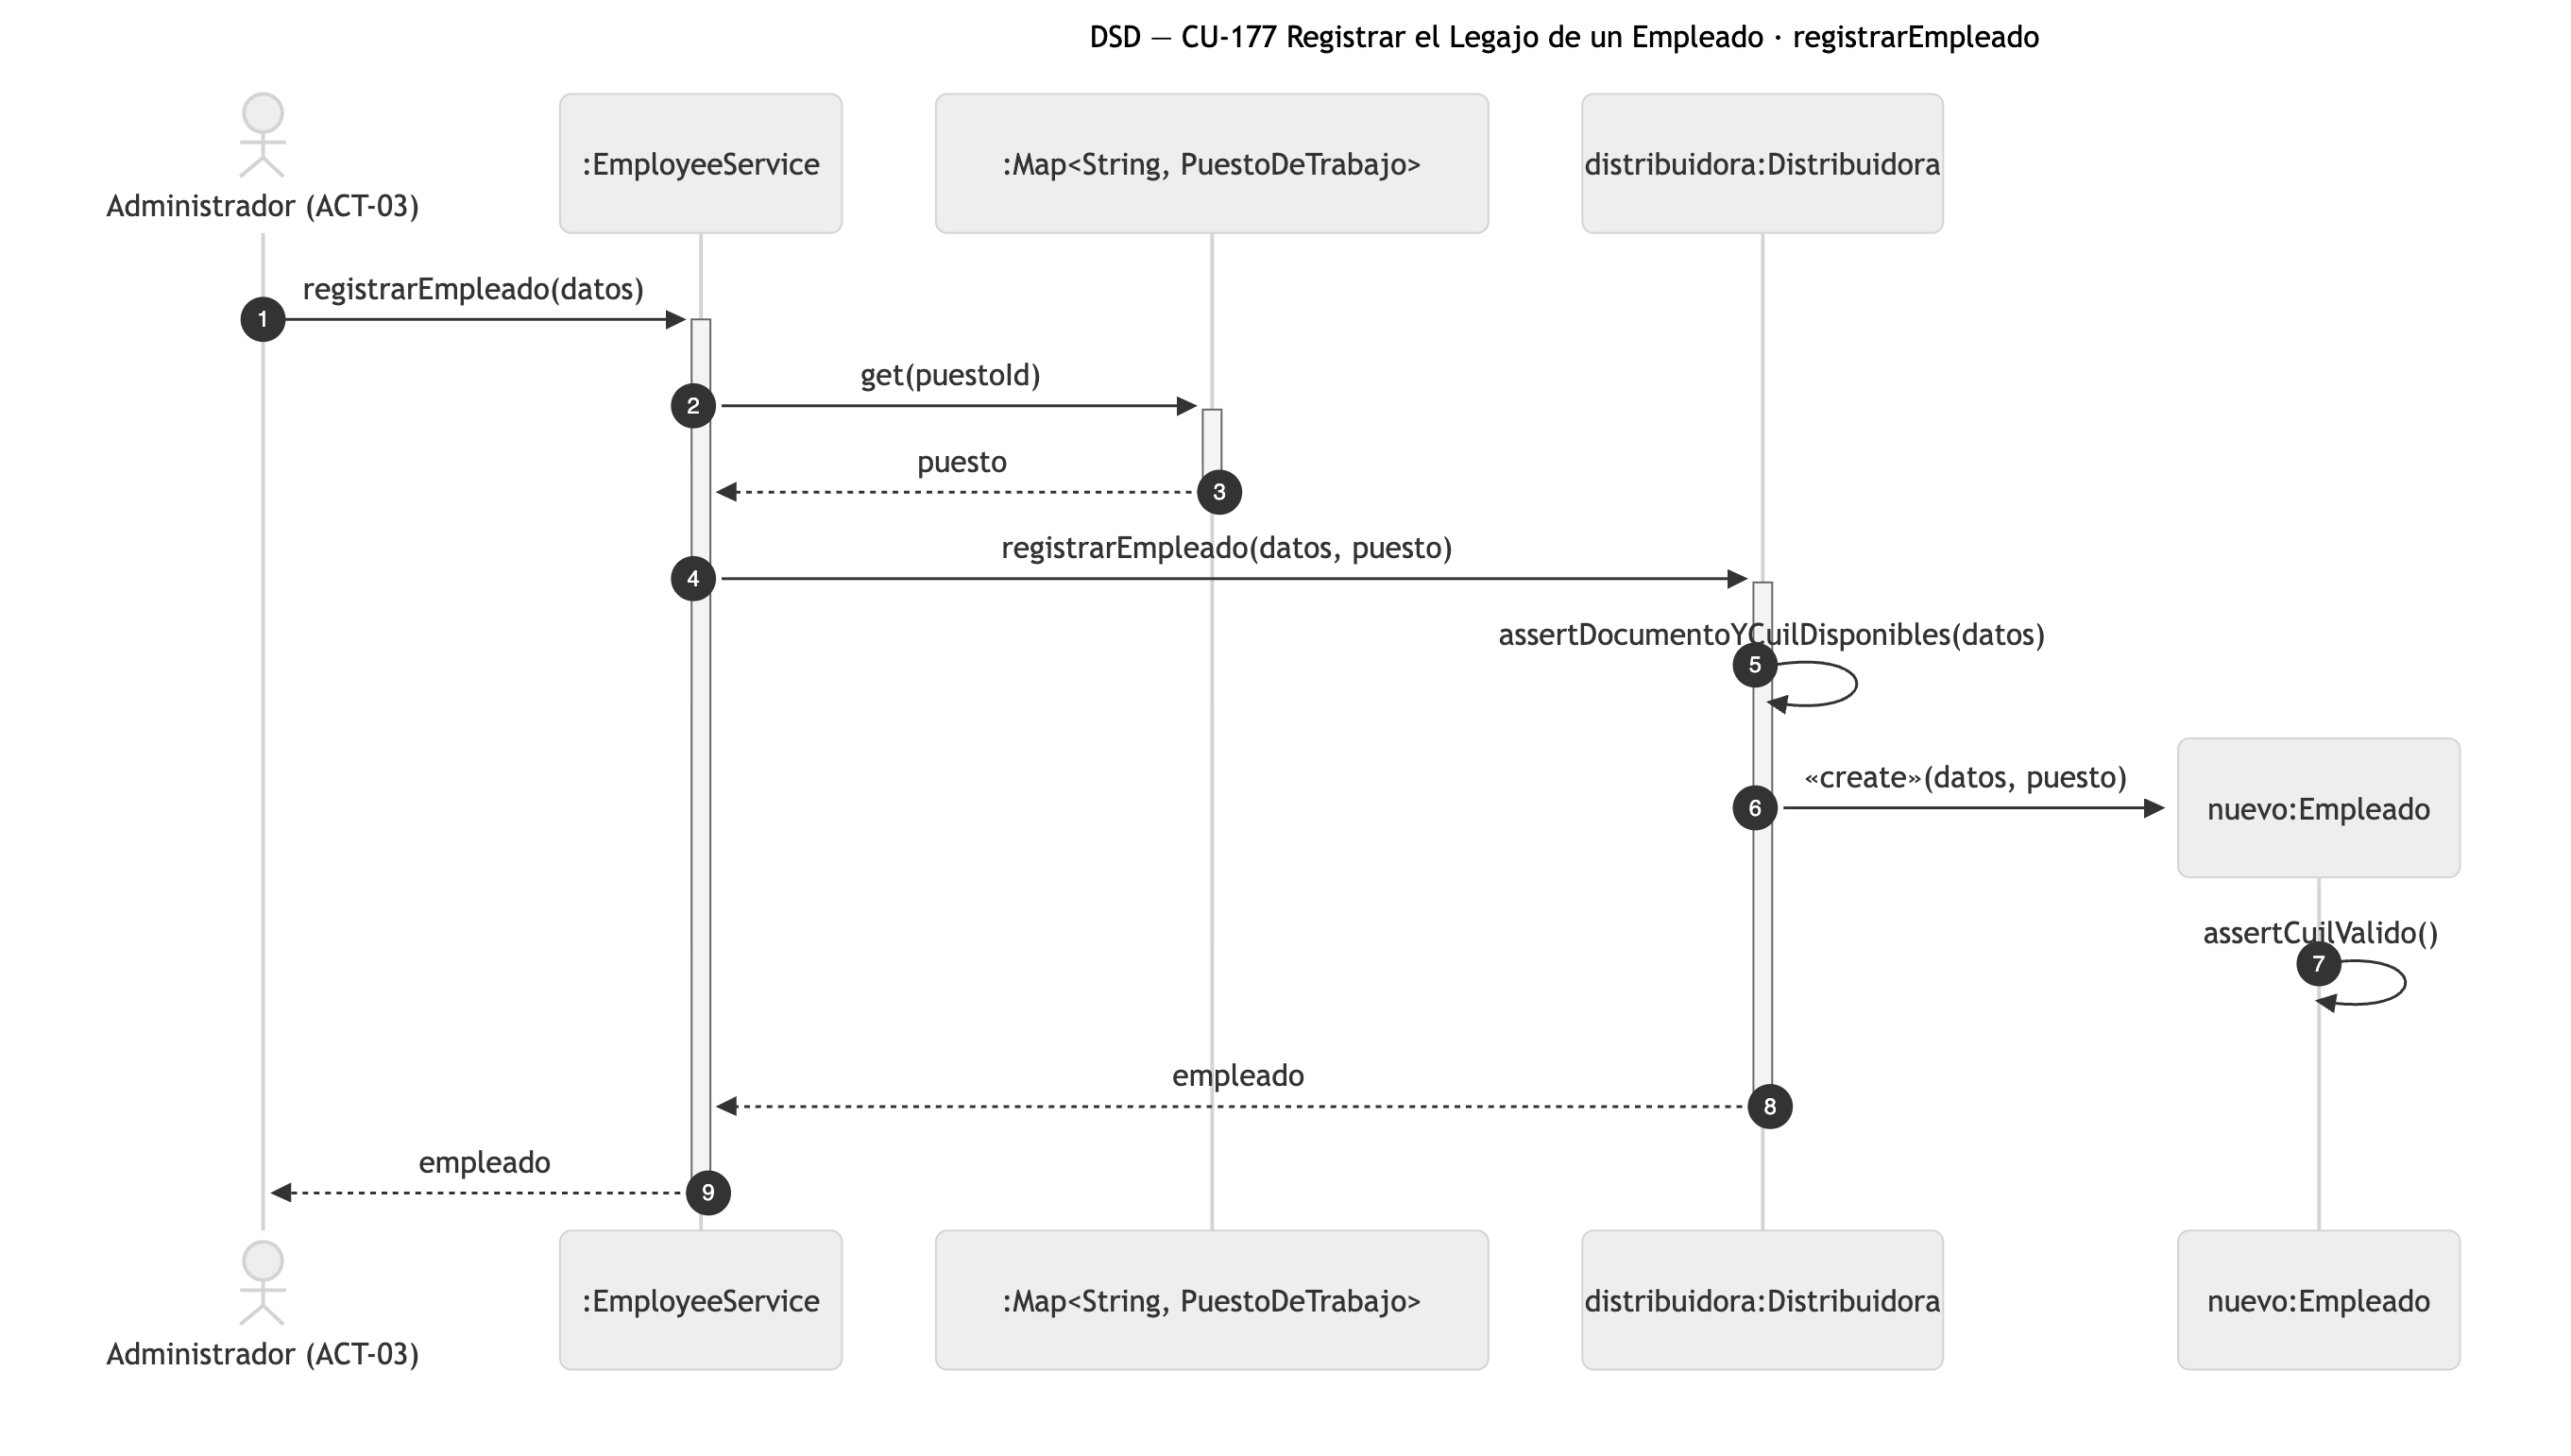 DSD — CU-177 Registrar el Legajo de un Empleado · registrarEmpleado
Administrador (ACT-03)
:EmployeeService
:Map<String, PuestoDeTrabajo>
distribuidora:Distribuidora
registrarEmpleado(datos)
1
get(puestoId)
2
puesto
3
registrarEmpleado(datos, puesto)
4
assertDocumentoYCuilDisponibles(datos)
5
«create»(datos, puesto)
6
nuevo:Empleado
assertCuilValido()
7
empleado
8
empleado
9
Administrador (ACT-03)
:EmployeeService
:Map<String, PuestoDeTrabajo>
distribuidora:Distribuidora
nuevo:Empleado